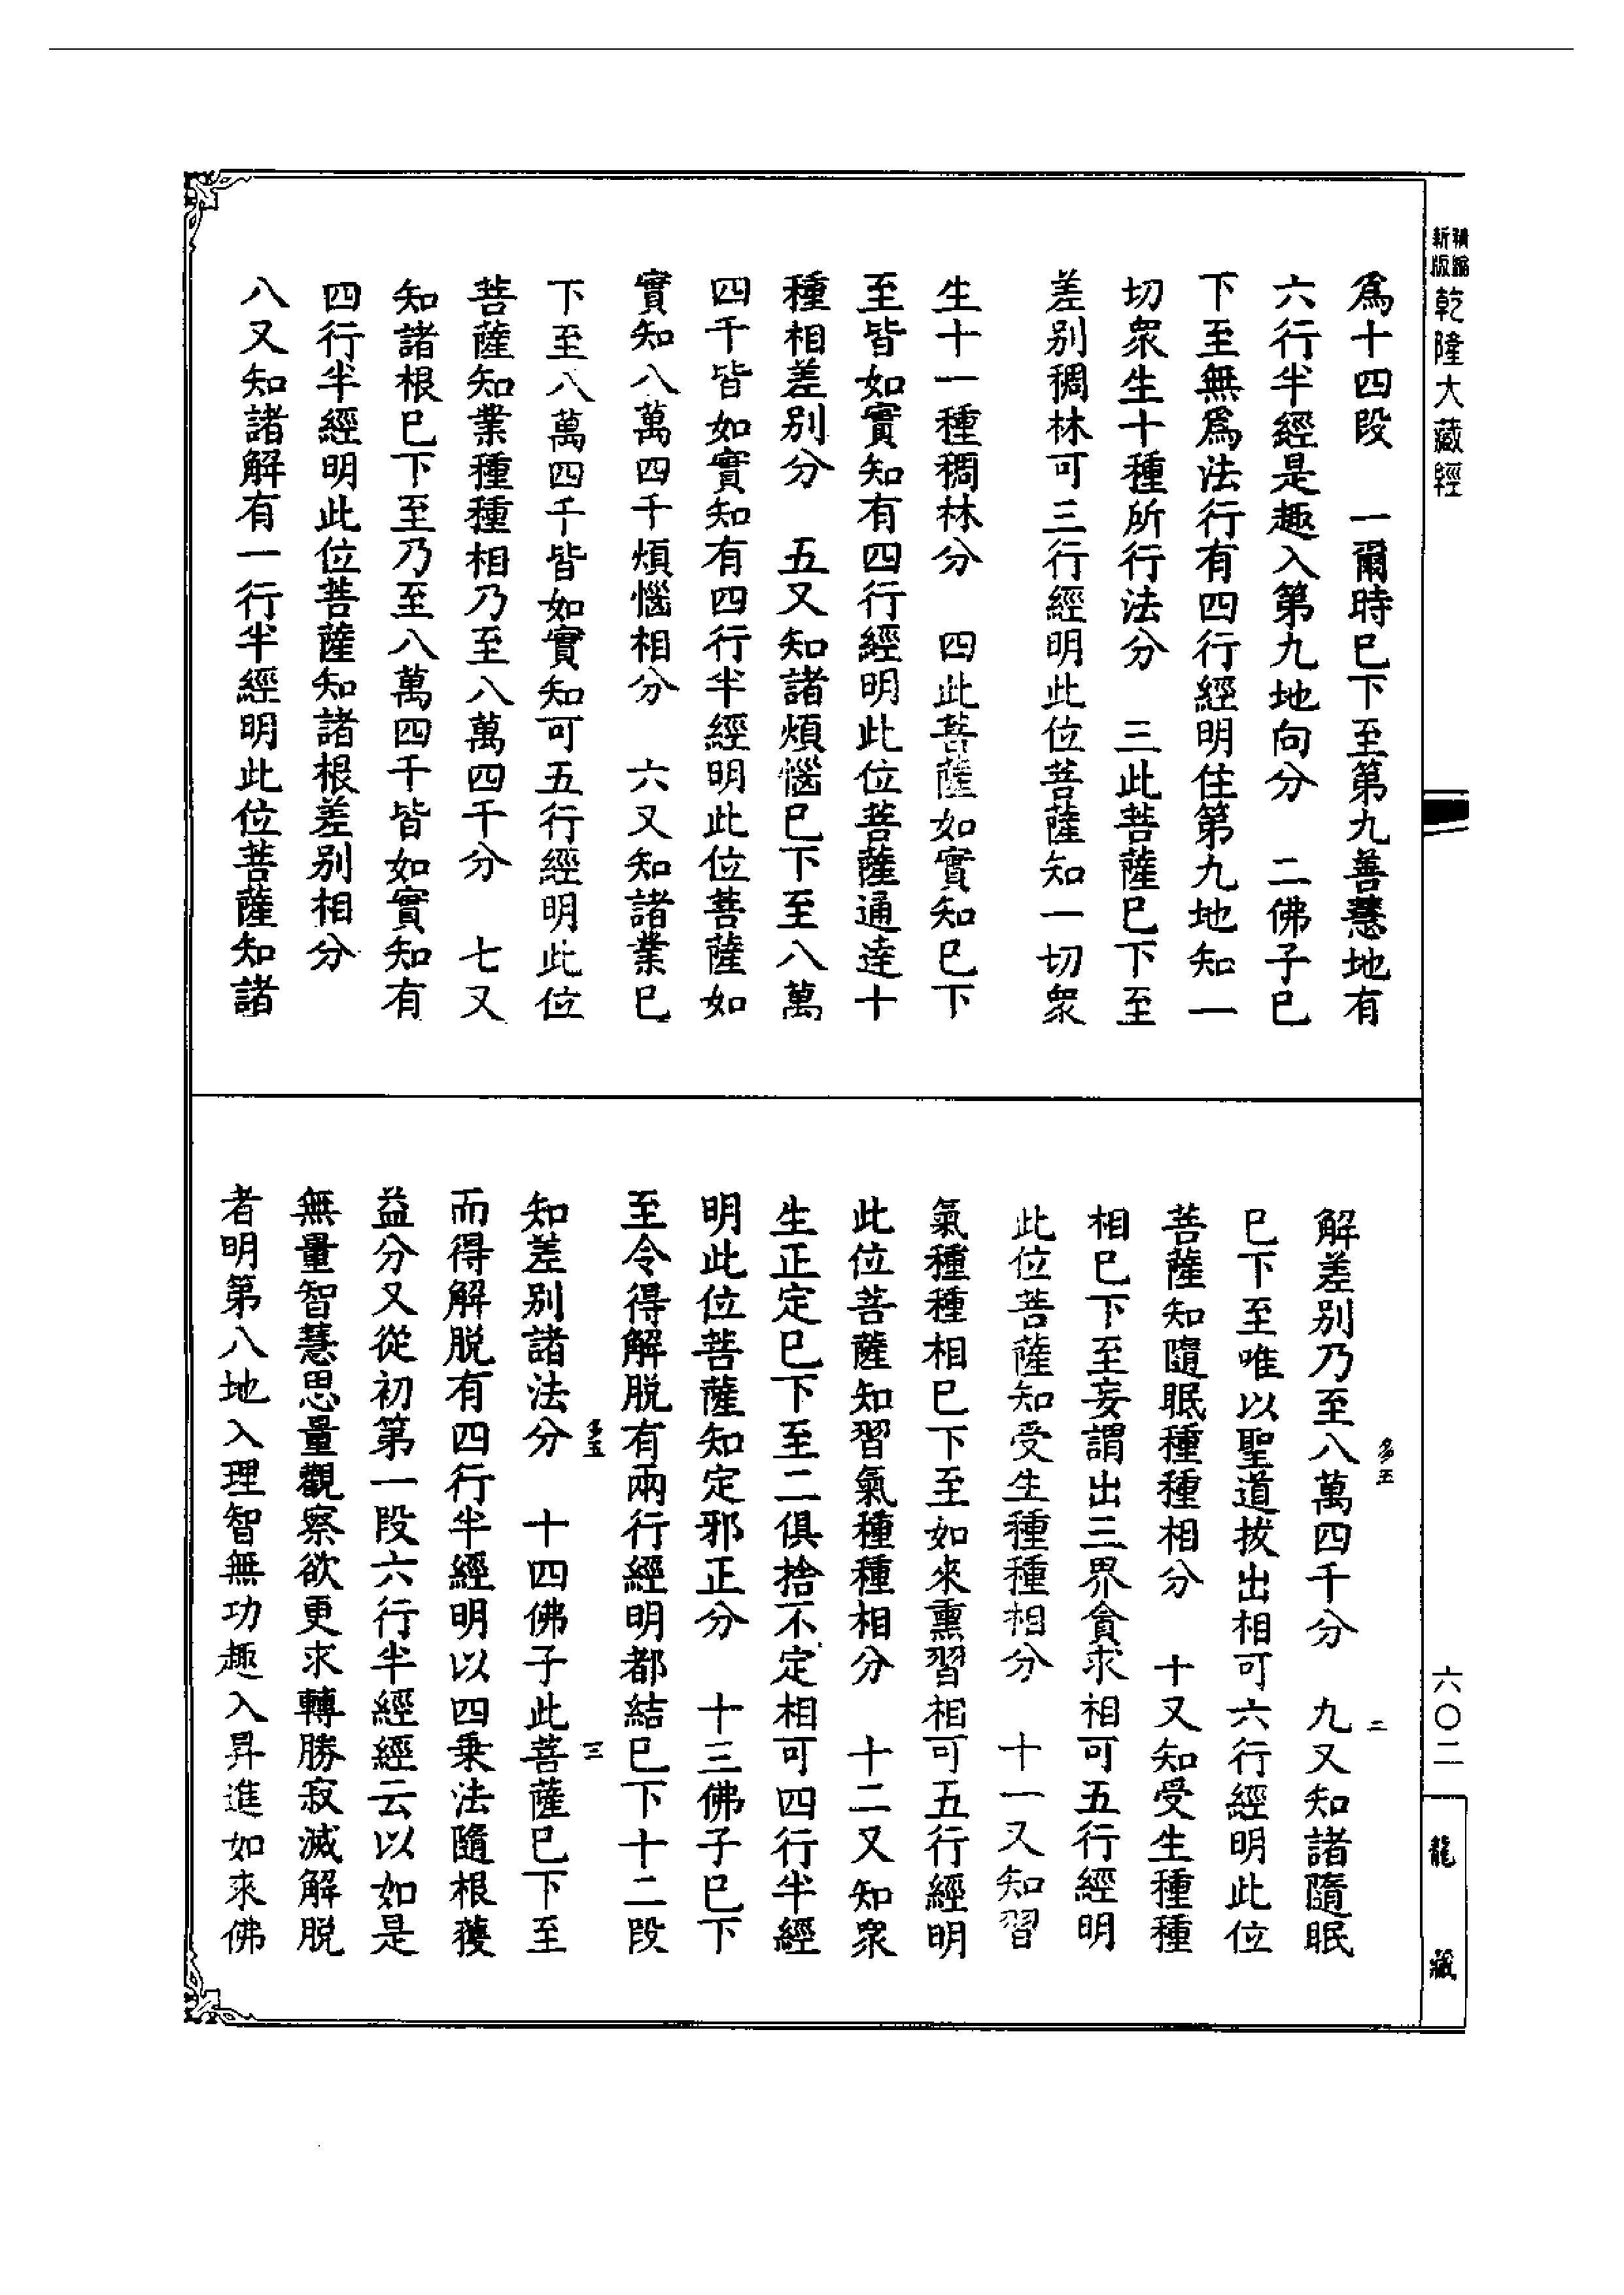 新編縮版乾隆大藏經
為十四段　一爾時巳下至第九善慧地有
六行半經是趣入第九地向分　二佛子巳
下至無為法行有四行經明住第九地知一
切衆生十種所行法分　三此菩薩巳下至
差別稠林可三行經明此位菩薩知一切衆
生十一種稠林分　四此菩薩如實知巳下
至皆如實知有四行經明此位菩薩通達十
種相差別分　五又知諸煩惱巳下至八萬
四千皆如實知有四行半經明此位菩薩如
實知八萬四千煩惱相分　六又知諸業巳
下至八萬四千皆如實知可五行經明此位
菩薩知業種種相乃至八萬四千分　七又
知諸根巳下至乃至八萬四千皆如實知有
四行半經明此位菩薩知諸根差別相分
八又知諸解有一行半經明此位菩薩知諸
解差別乃至八萬四千分　九又知諸隨眠
巳下至唯以聖道拔出相可六行經明此位
菩薩知隨眠種種相分　十又知受生種種
相巳下至妄謂出三界貪求相可五行經明
此位菩薩知受生種種相分　十一又知習
氣種種相巳下至如來熏習相可五行經明
此位菩薩知習氣種種相分　十二又知衆
生正定巳下至二俱捨不定相可四行半經
明此位菩薩知定邪正分　十三佛子巳下
至令得解脫有兩行經明都結巳下十二段
知差別諸法分　十四佛子此菩薩巳下至
而得解脫有四行半經明以四乘法隨根獲
益分又從初第一段六行半經經云以如是
無量智慧思量觀察欲更求轉勝寂滅解脫
者明第八地入理智無功趣入昇進如來佛
多五
二
多五
三
六〇二
龍藏